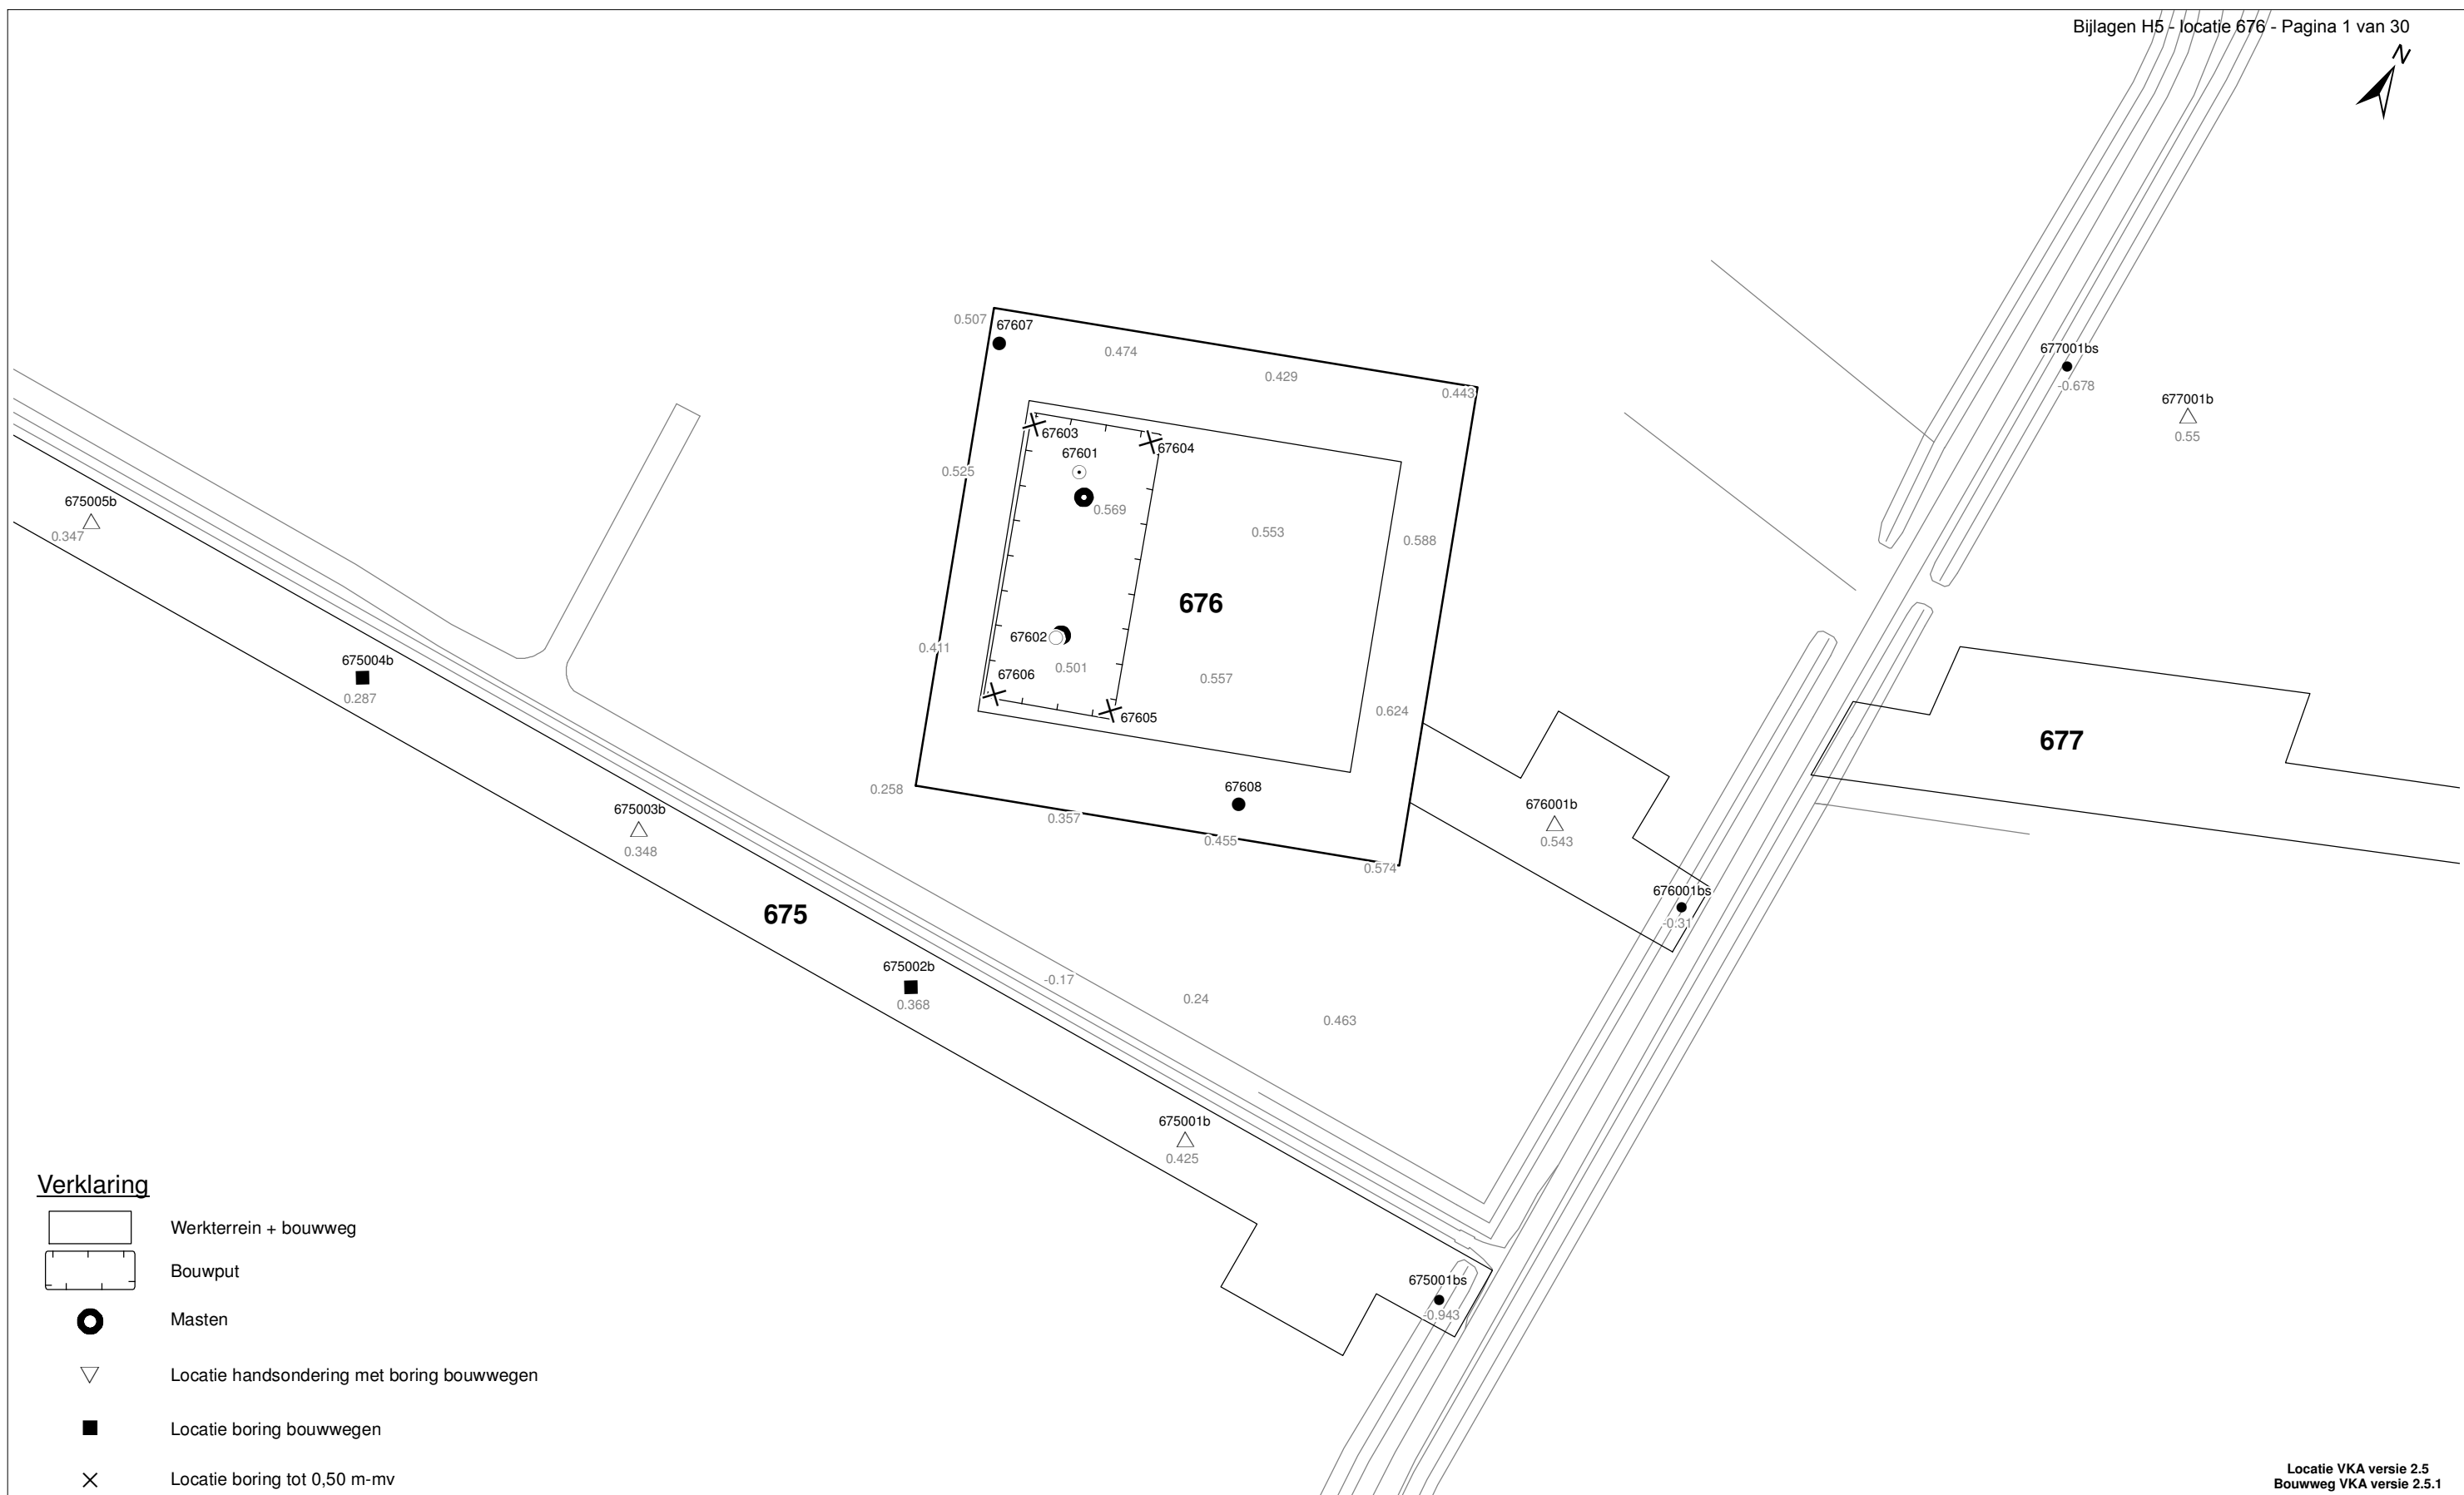 Bijlagen H5 - locatie 676 - Pagina 1 van 30
N
0.507
67607
0.474
0.429
0.443
677001bs
-0.678
677001b
0.55
67603
67604
67601
0.525
0.569
0.553
0.588
675005b
0.347
676
67602
0.411
0.501
0.557
67606
67605
0.624
675004b
0.287
677
0.258
67608
0.357
0.455
0.574
676001b
0.543
675003b
0.348
676001bs
-0.31
675
675002b
0.368
-0.17
0.24
0.463
675001b
0.425
675001bs
-0.943
Verklaring
Werkterrein + bouwweg
Bouwput
Masten
Locatie handsondering met boring bouwwegen
Locatie boring bouwwegen
Locatie boring tot 0,50 m-mv
Locatie VKA versie 2.5
Bouwweg VKA versie 2.5.1